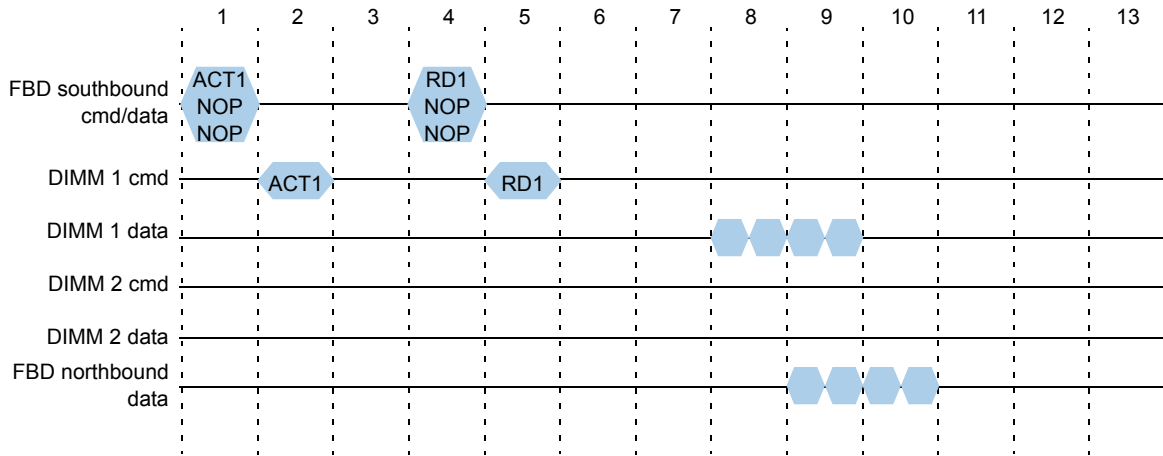 1 2 3 4 5 6 7 8 9 10 11 12 13
FBD southbound
cmd/data
ACT1
NOP
NOP
RD1
NOP
NOP
DIMM 1 cmd
ACT1
RD1
DIMM 1 data
DIMM 2 cmd
DIMM 2 data
FBD northbound
data